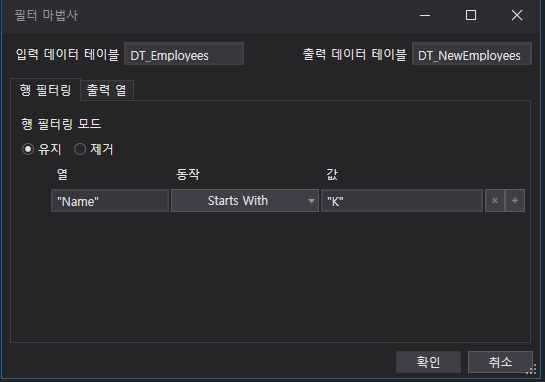 필터 마법사
입력 데이터 테이블 DT_Employees 출력 데이터 테이블 DT_NewEmployees
행 필터링 출력 열
행 필터링 모드
유지 제거
열 동작 값
"Name" Starts With "K" × +
확인 취소